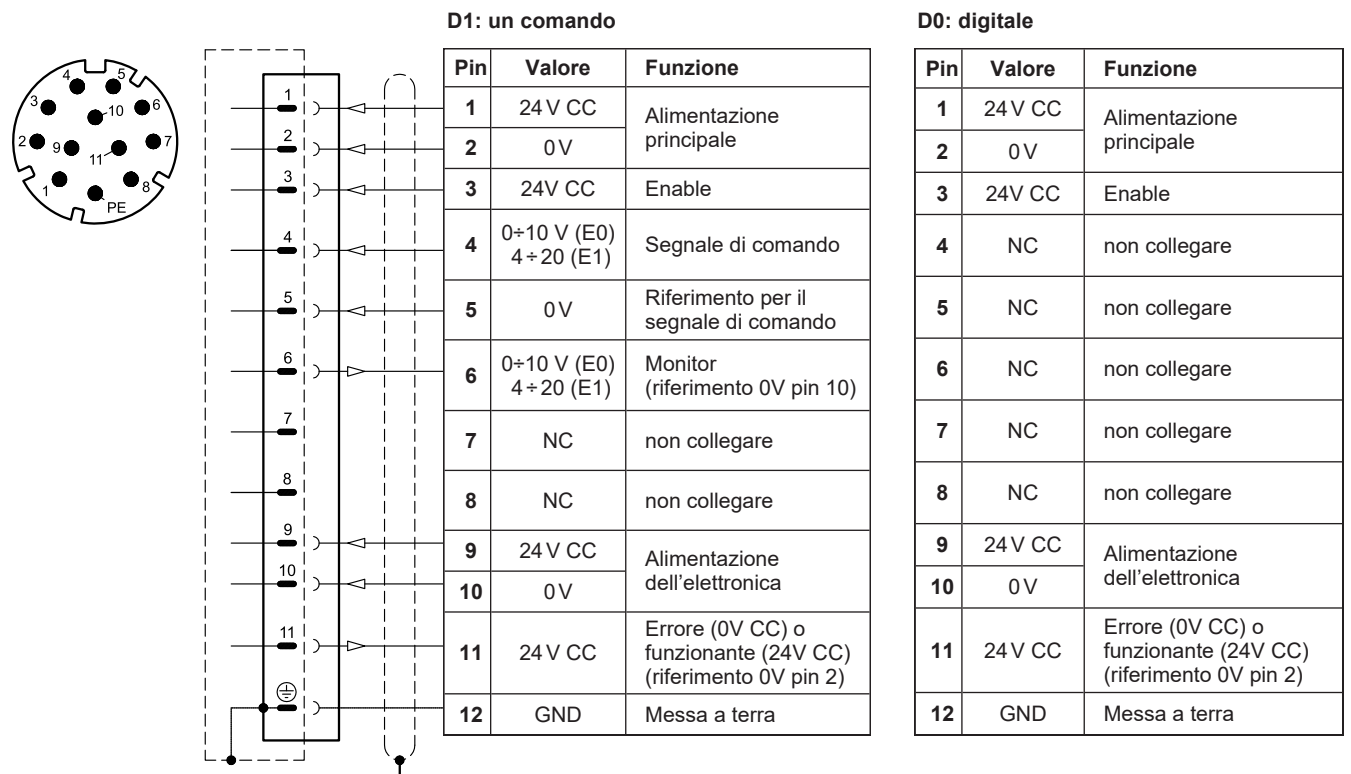 D1: un comando
D0: digitale
4
5
3
10
6
2
9
11
7
1
8
PE
1
2
3
4
5
6
7
8
9
10
11
Pin Valore Funzione
1 24 V CC Alimentazione principale
2 0 V
3 24V CC Enable
4 0÷10 V (E0) Segnale di comando
4÷20 (E1)
5 0 V Riferimento per il
segnale di comando
6 0÷10 V (E0) Monitor
4÷20 (E1) (riferimento 0V pin 10)
7 NC non collegare
8 NC non collegare
9 24 V CC Alimentazione
dell'elettronica
10 0 V
11 24 V CC Errore (0V CC) o
funzionante (24V CC)
(riferimento 0V pin 2)
12 GND Messa a terra
Pin Valore Funzione
1 24 V CC Alimentazione
principale
2 0 V
3 24V CC Enable
4 NC non collegare
5 NC non collegare
6 NC non collegare
7 NC non collegare
8 NC non collegare
9 24 V CC Alimentazione
dell'elettronica
10 0 V
11 24 V CC Errore (0V CC) o
funzionante (24V CC)
(riferimento 0V pin 2)
12 GND Messa a terra